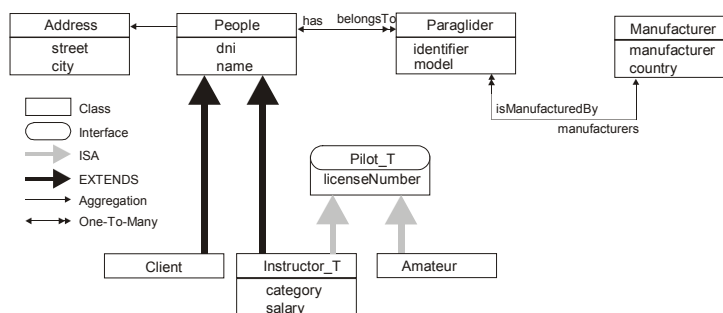 Address
street
city
People
dni
name
has
belongsTo
Paraglider
identifier
model
Manufacturer
manufacturer
country
isManufacturedBy
manufacturers
Class
Interface
ISA
EXTENDS
Aggregation
One-To-Many
Pilot_T
licenseNumber
Client
Instructor_T
category
salary
Amateur